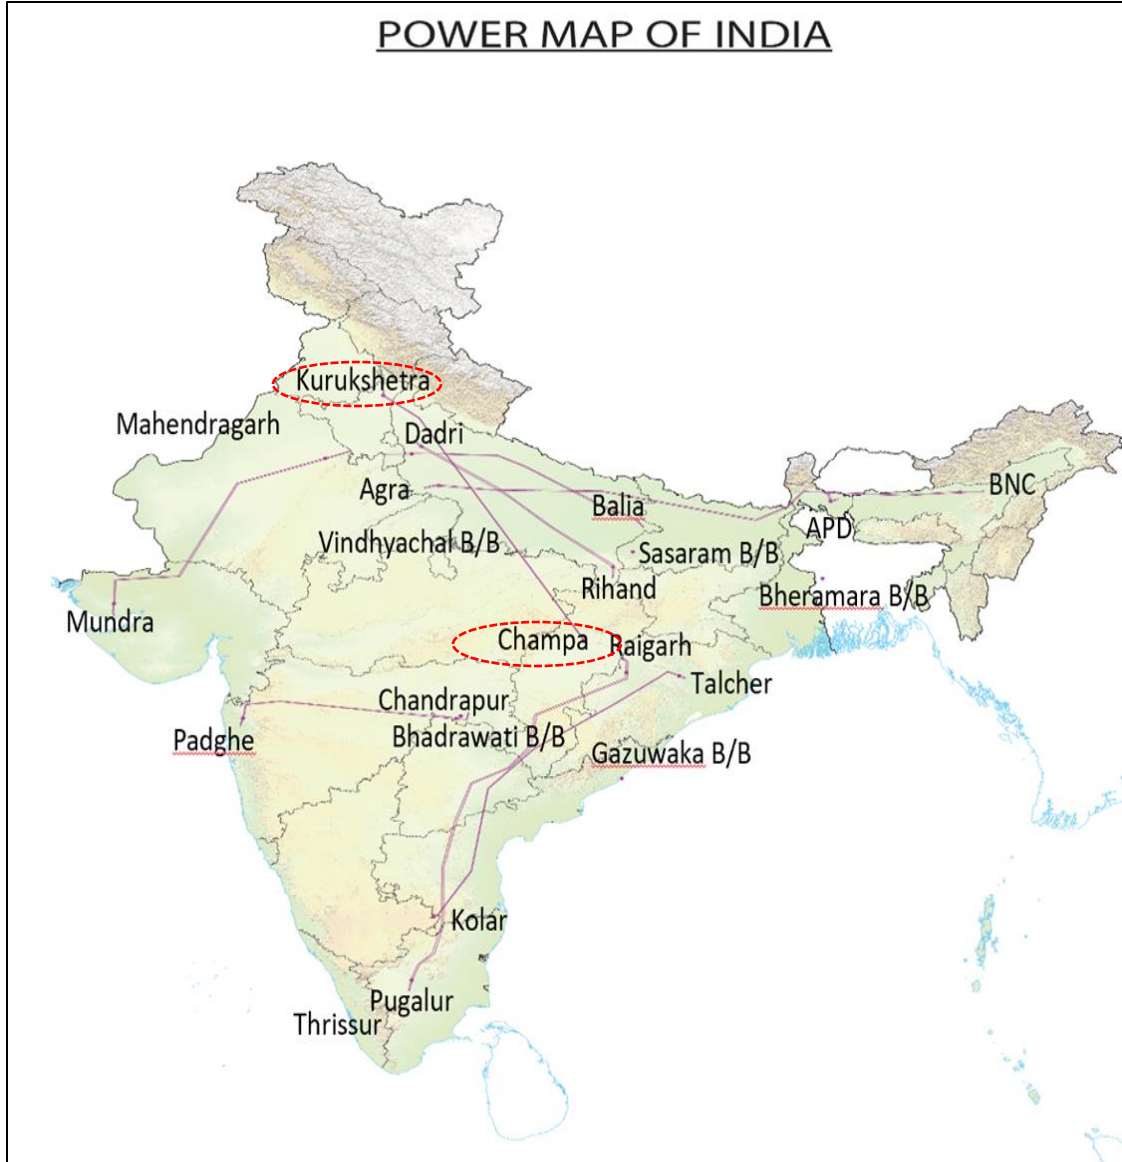 POWER MAP OF INDIA
Kurukshetra
Mahendragarh
Dadri
Agra
BNC
Balia
APD
Vindhyachal B/B
Sasaram B/B
Rihand
Bheramara B/B
Mundra
Champa
Raigarh
Talcher
Chandrapur
Padghe
Bhadrawati B/B
Gazuwaka B/B
Kolar
Pugalur
Thrissur